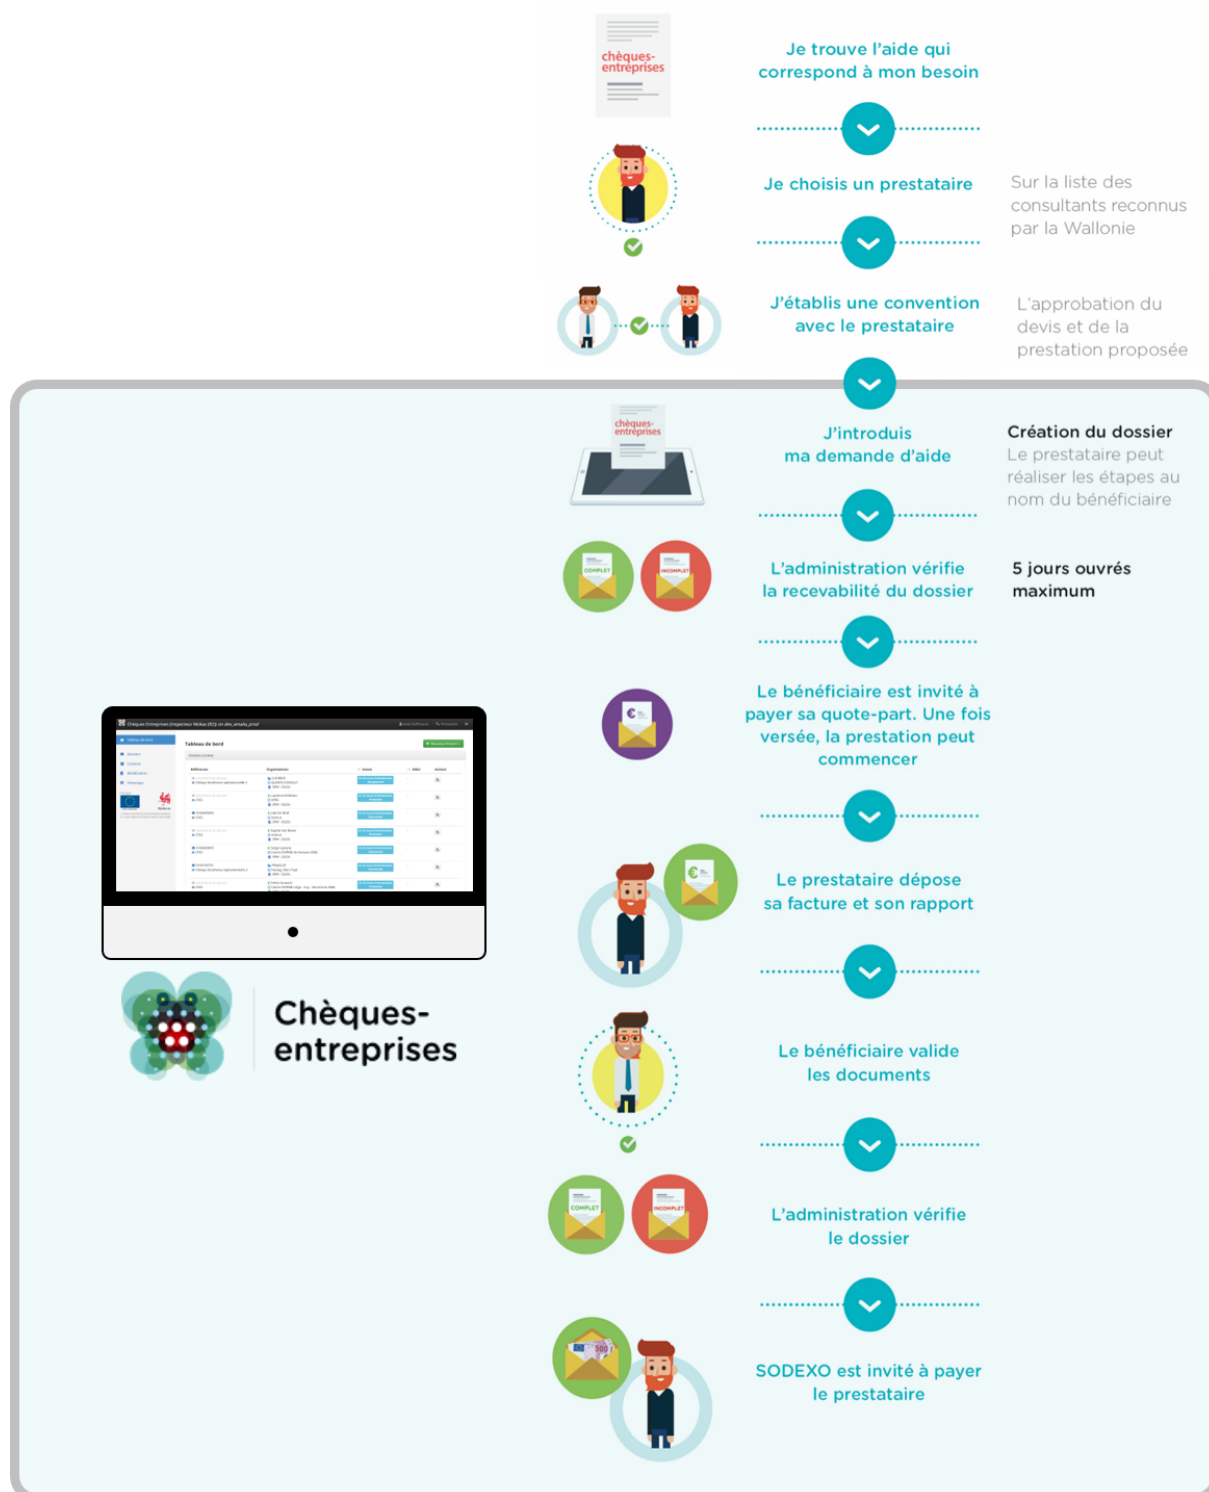 chèques-
entreprises
Je trouve l'aide qui
correspond à mon besoin
Je choisis un prestataire
Sur la liste des
consultants reconnus
par la Wallonie
J'établis une convention
avec le prestataire
L'approbation du
devis et de la
prestation proposée
chèques-
entreprises
J'introduis
ma demande d'aide
Création du dossier
Le prestataire peut
réaliser les étapes au
nom du bénéficiaire
COMPLET
INCOMPLET
L'administration vérifie
la recevabilité du dossier
5 jours ouvrés
maximum
Le bénéficiaire est invité à
payer sa quote-part. Une fois
versée, la prestation peut
commencer
Tableau de bord
Le prestataire dépose
sa facture et son rapport
Chèques-
entreprises
Le bénéficiaire valide
les documents
COMPLET
INCOMPLET
L'administration vérifie
le dossier
500
SODEXO est invité à payer
le prestataire